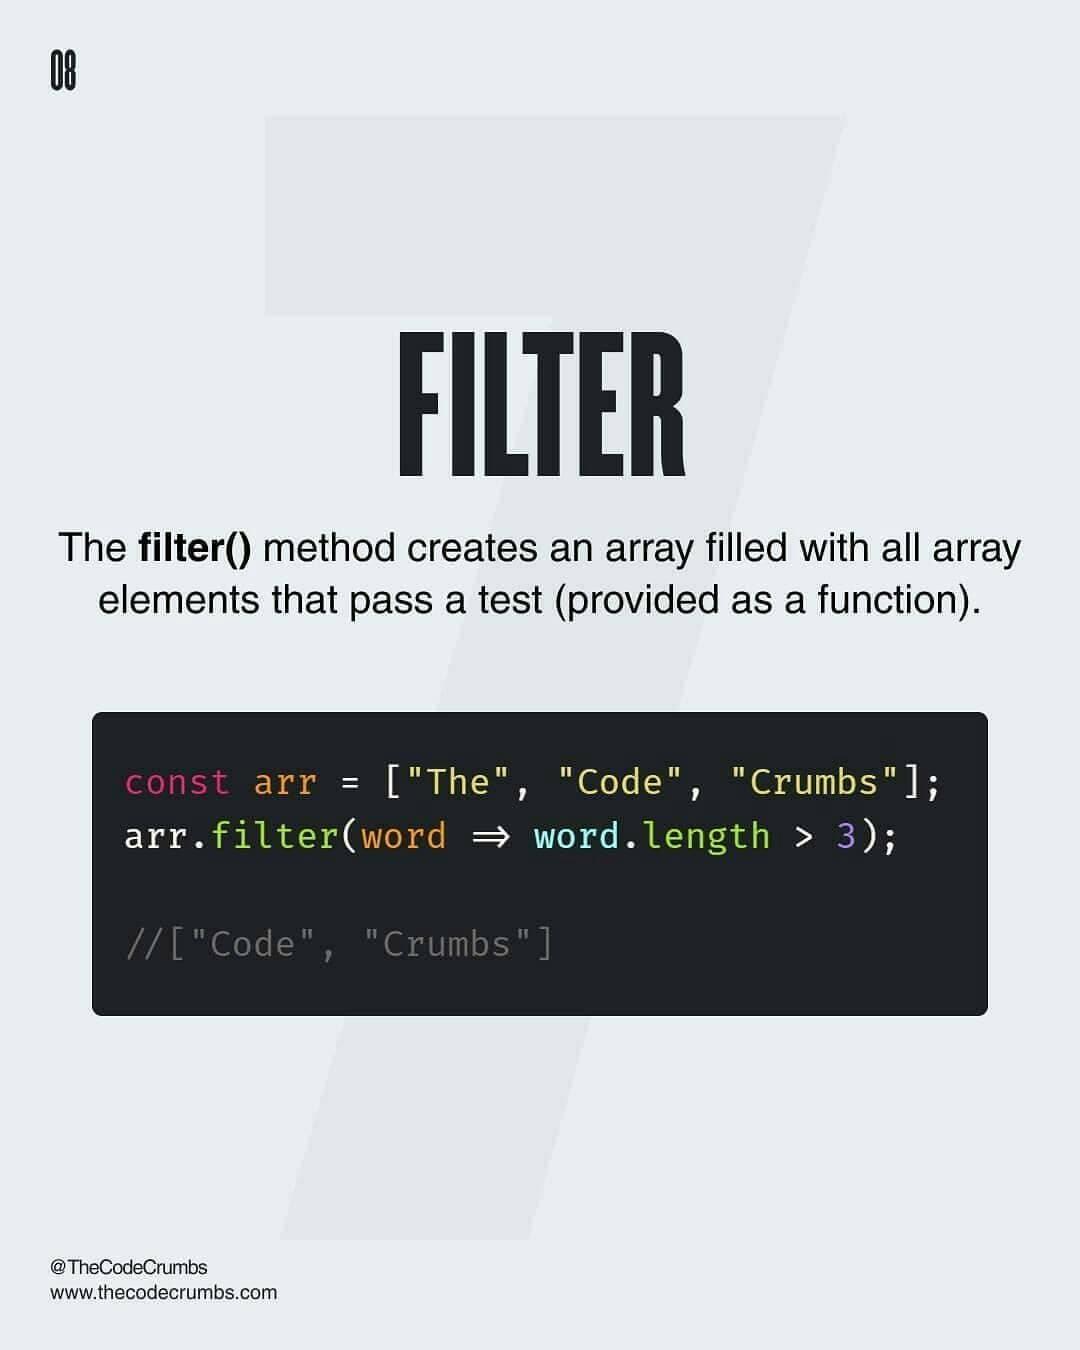 08
7
FILTER
The filter() method creates an array filled with all array
elements that pass a test (provided as a function).
const arr = ["The", "Code", "Crumbs"];
arr.filter(word => word.length > 3);
//["Code", "Crumbs"]
@TheCodeCrumbs
www.thecodecrumbs.com